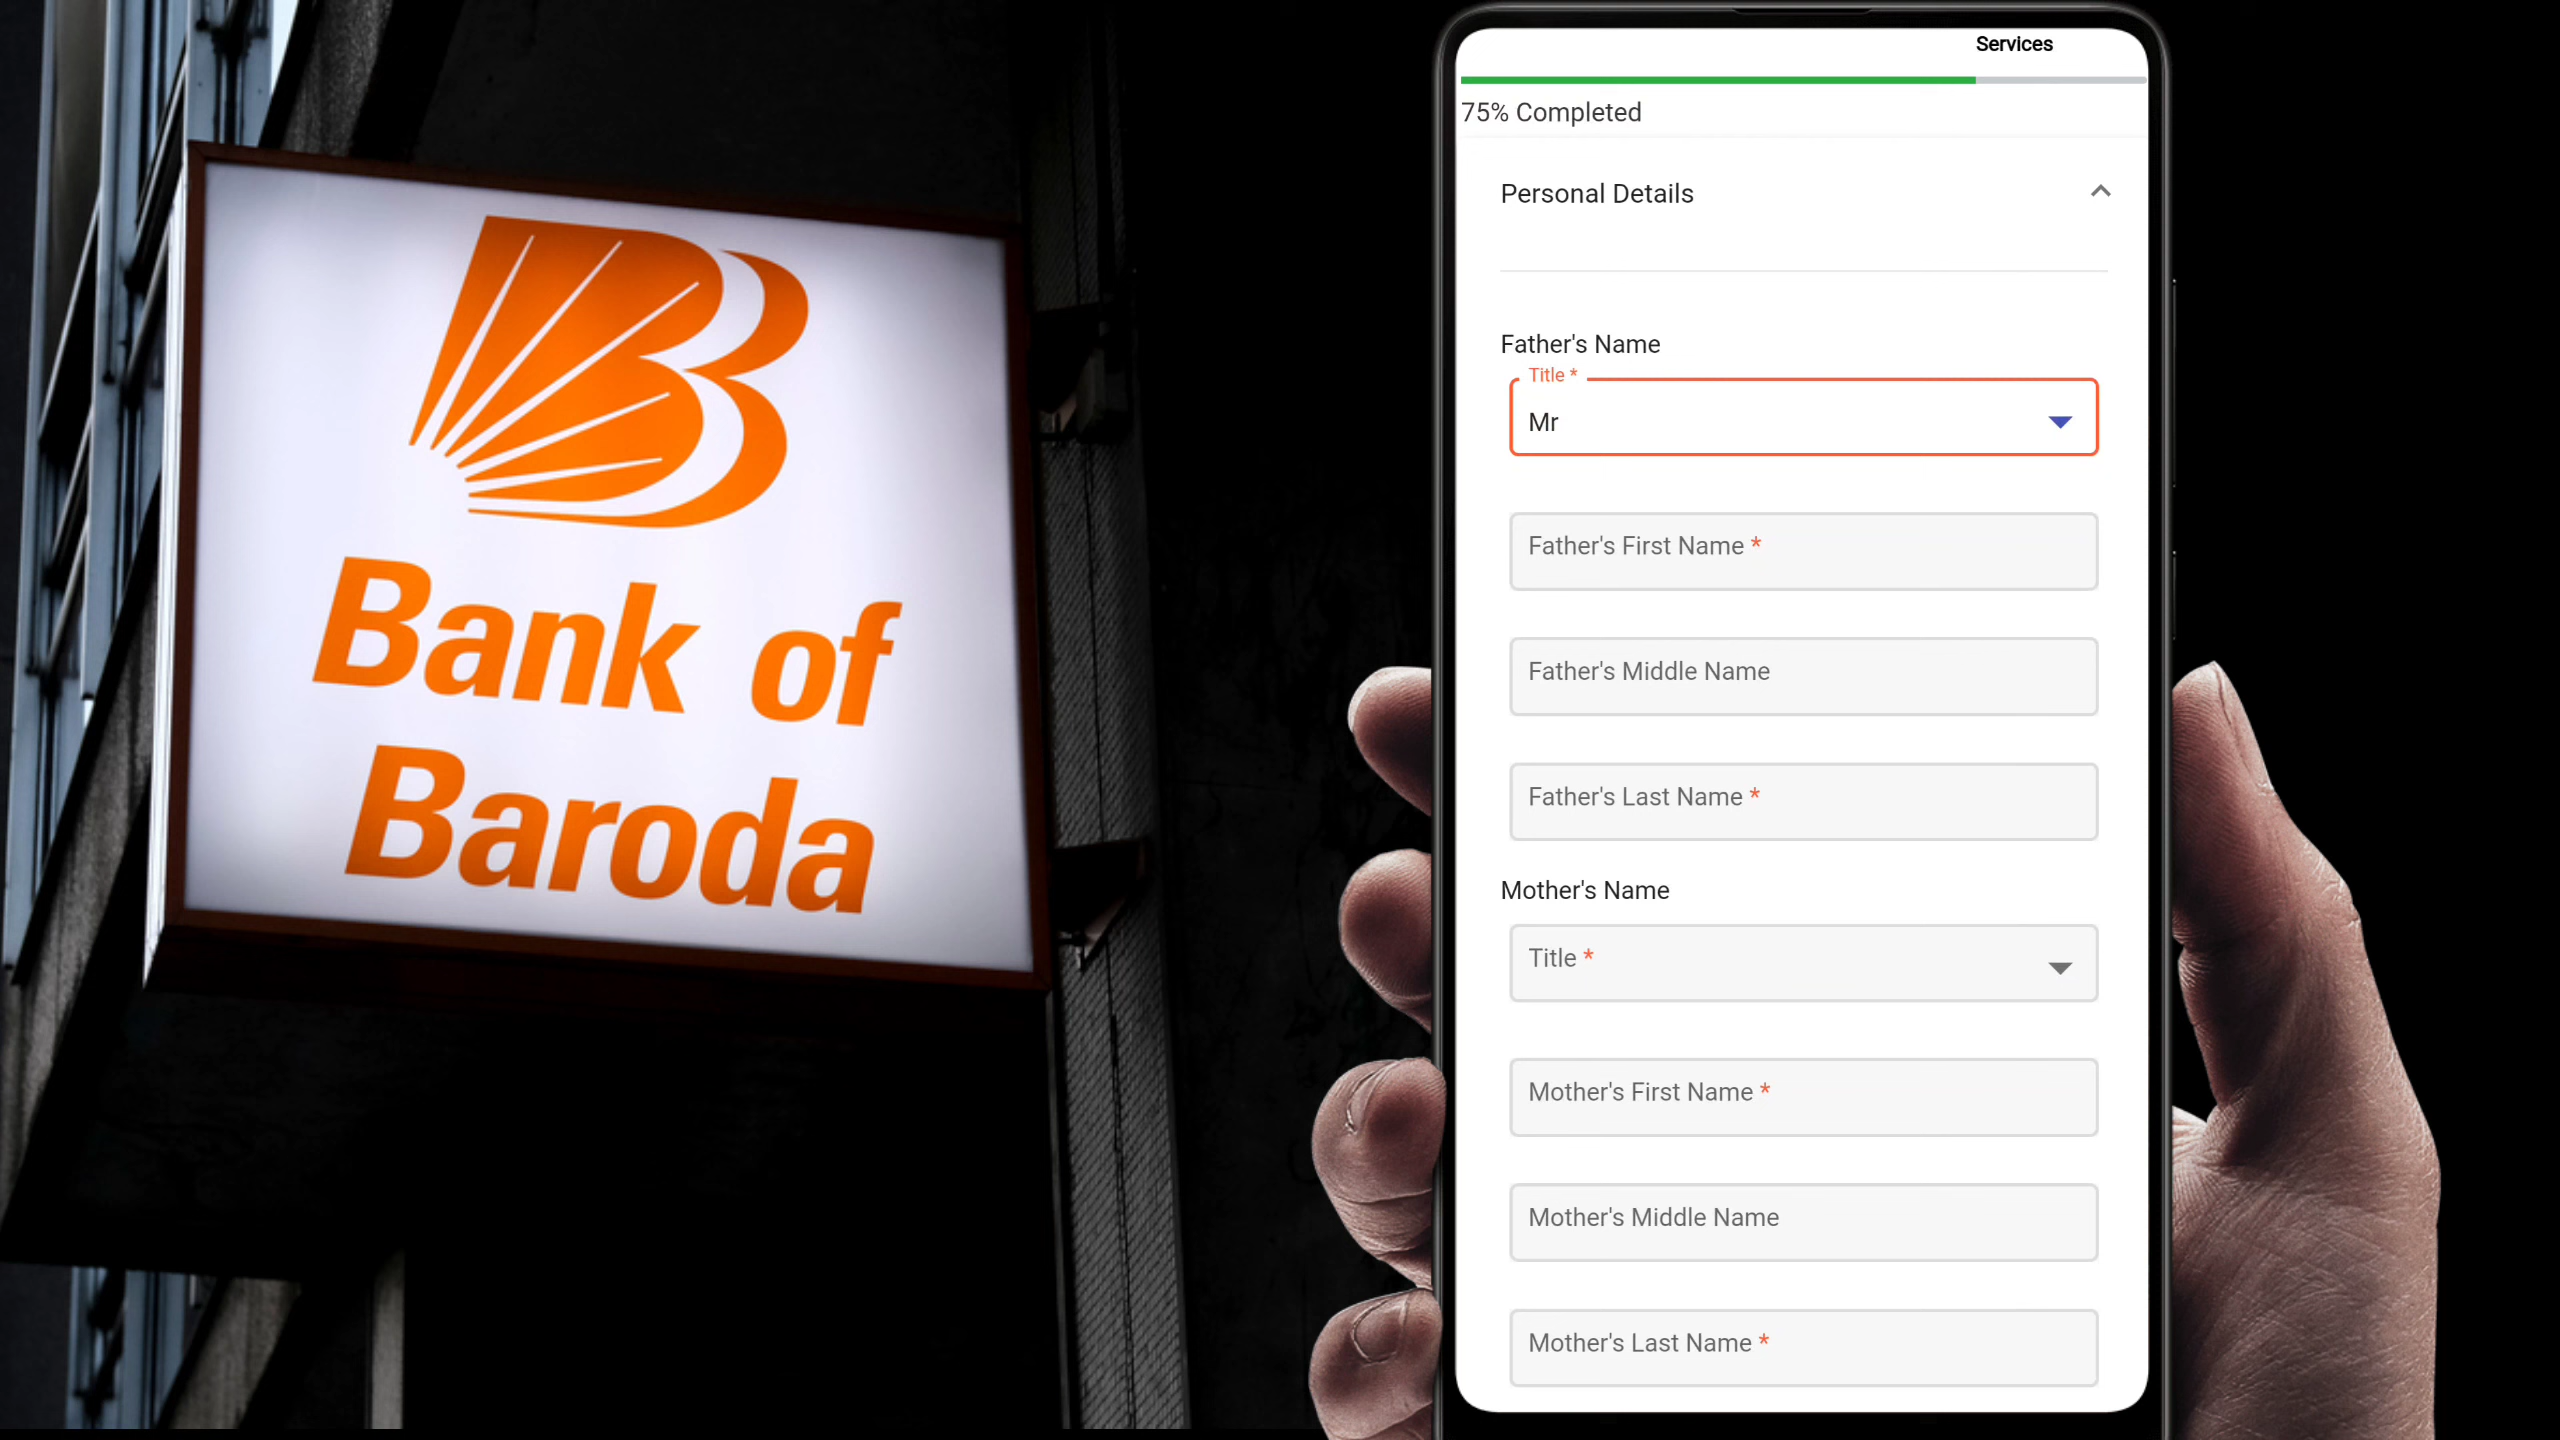 Bank of
Baroda
Services
75% Completed
Personal Details
Father's Name
Title *
Mr
Father's First Name *
Father's Middle Name
Father's Last Name *
Mother's Name
Title *
Mother's First Name *
Mother's Middle Name
Mother's Last Name *